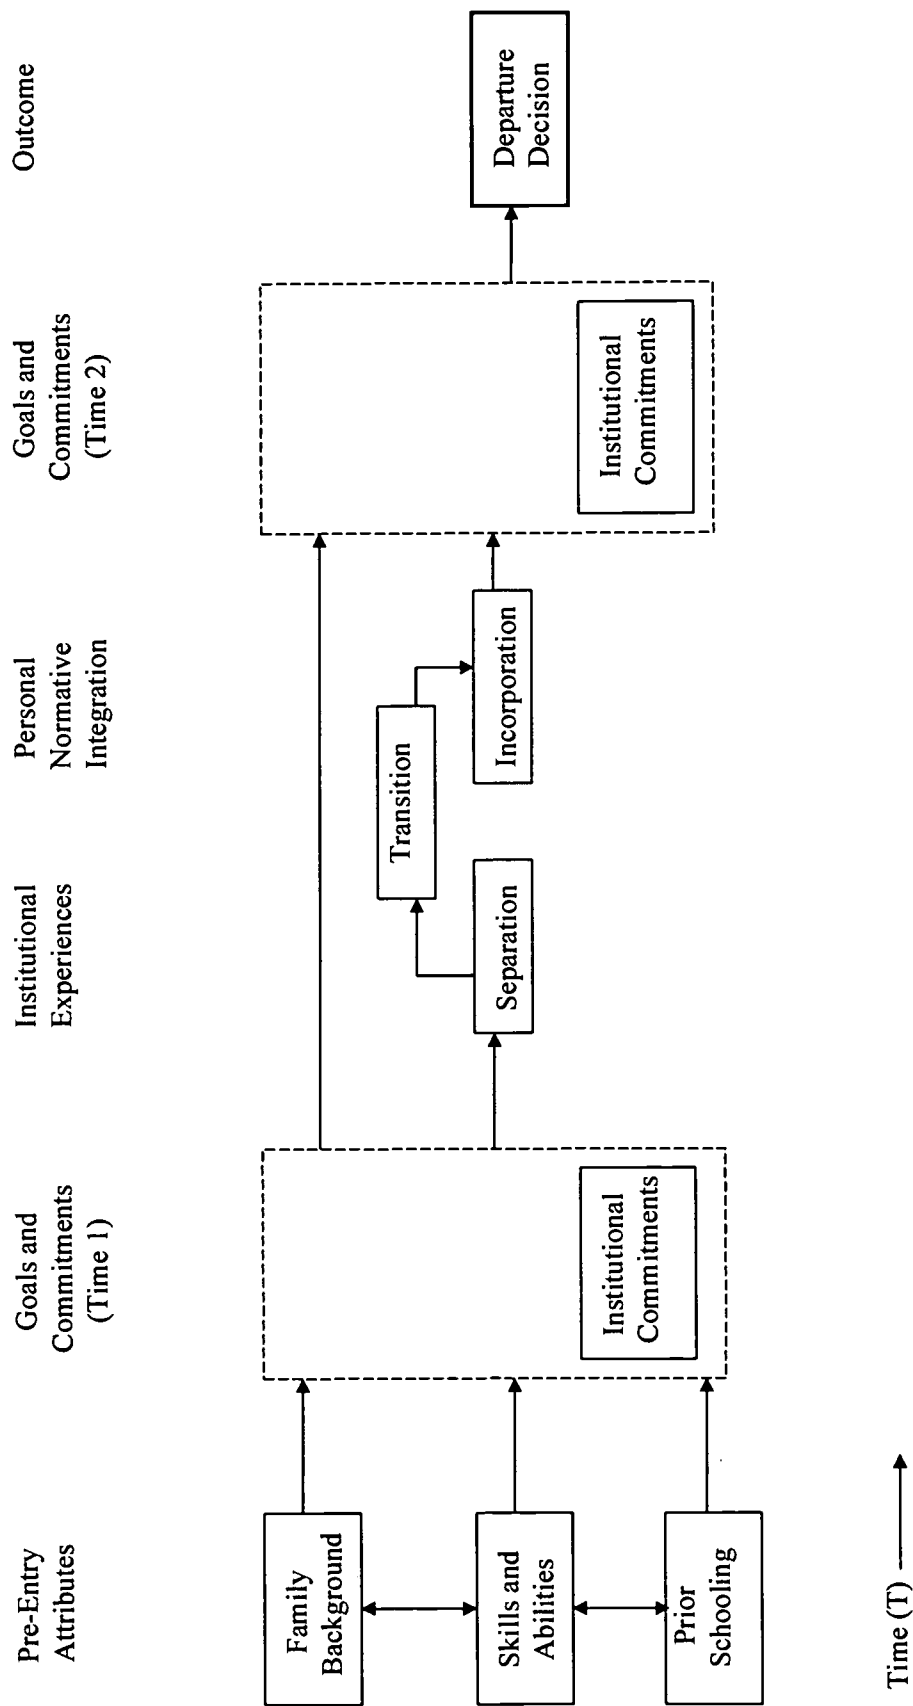 Pre-Entry
Attributes
Goals and
Commitments
(Time 1)
Institutional
Experiences
Personal
Normative
Integration
Goals and
Commitments
(Time 2)
Outcome
Family
Background
Skills and
Abilities
Prior
Schooling
Institutional
Commitments
Separation
Transition
Incorporation
Institutional
Commitments
Departure
Decision
Time (T)